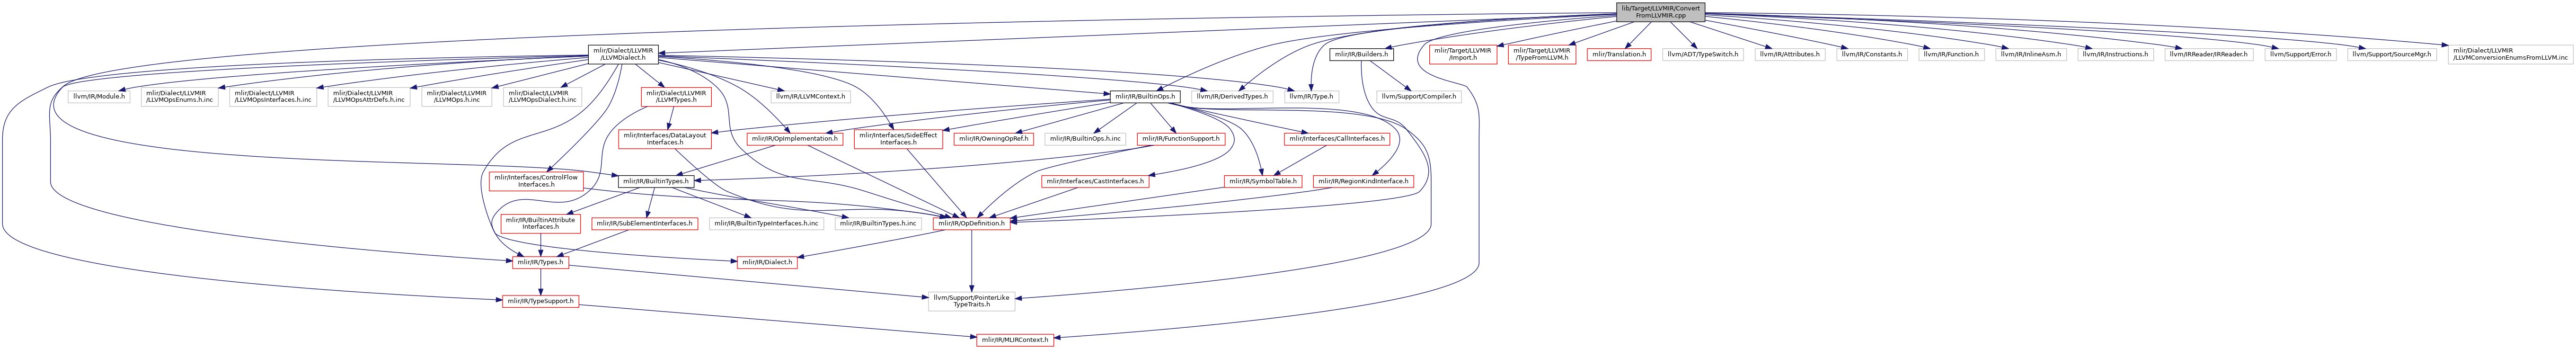 lib/Target/LLVMIR/Convert
FromLLVMIR.cpp
mlir/Dialect/LLVMIR
/LLVMDialect.h
mlir/IR/Builders.h
mlir/Target/LLVMIR
/Import.h
mlir/Target/LLVMIR
/TypeFromLLVM.h
mlir/Translation.h
llvm/ADT/TypeSwitch.h
llvm/IR/Attributes.h
llvm/IR/Constants.h
llvm/IR/Function.h
llvm/IR/InlineAsm.h
llvm/IR/Instructions.h
llvm/IRReader/IRReader.h
llvm/Support/Error.h
llvm/Support/SourceMgr.h
mlir/Dialect/LLVMIR
/LLVMConversionEnumsFromLLVM.inc
llvm/IR/Module.h
mlir/Dialect/LLVMIR
/LLVMOpsEnums.h.inc
mlir/Dialect/LLVMIR
/LLVMOpsInterfaces.h.inc
mlir/Dialect/LLVMIR
/LLVMOpsAttrDefs.h.inc
mlir/Dialect/LLVMIR
/LLVMOps.h.inc
mlir/Dialect/LLVMIR
/LLVMOpsDialect.h.inc
mlir/Dialect/LLVMIR
/LLVMTypes.h
llvm/IR/LLVMContext.h
mlir/IR/BuiltinOps.h
llvm/IR/DerivedTypes.h
llvm/IR/Type.h
llvm/Support/Compiler.h
mlir/Interfaces/DataLayout
Interfaces.h
mlir/IR/OpImplementation.h
mlir/Interfaces/SideEffect
Interfaces.h
mlir/IR/OwningOpRef.h
mlir/IR/BuiltinOps.h.inc
mlir/IR/FunctionSupport.h
mlir/Interfaces/CallInterfaces.h
mlir/Interfaces/ControlFlow
Interfaces.h
mlir/IR/BuiltinTypes.h
mlir/Interfaces/CastInterfaces.h
mlir/IR/SymbolTable.h
mlir/IR/RegionKindInterface.h
mlir/IR/BuiltinAttribute
Interfaces.h
mlir/IR/SubElementInterfaces.h
mlir/IR/BuiltinTypeInterfaces.h.inc
mlir/IR/BuiltinTypes.h.inc
mlir/IR/OpDefinition.h
mlir/IR/Types.h
mlir/IR/Dialect.h
mlir/IR/TypeSupport.h
llvm/Support/PointerLike
TypeTraits.h
mlir/IR/MLIRContext.h